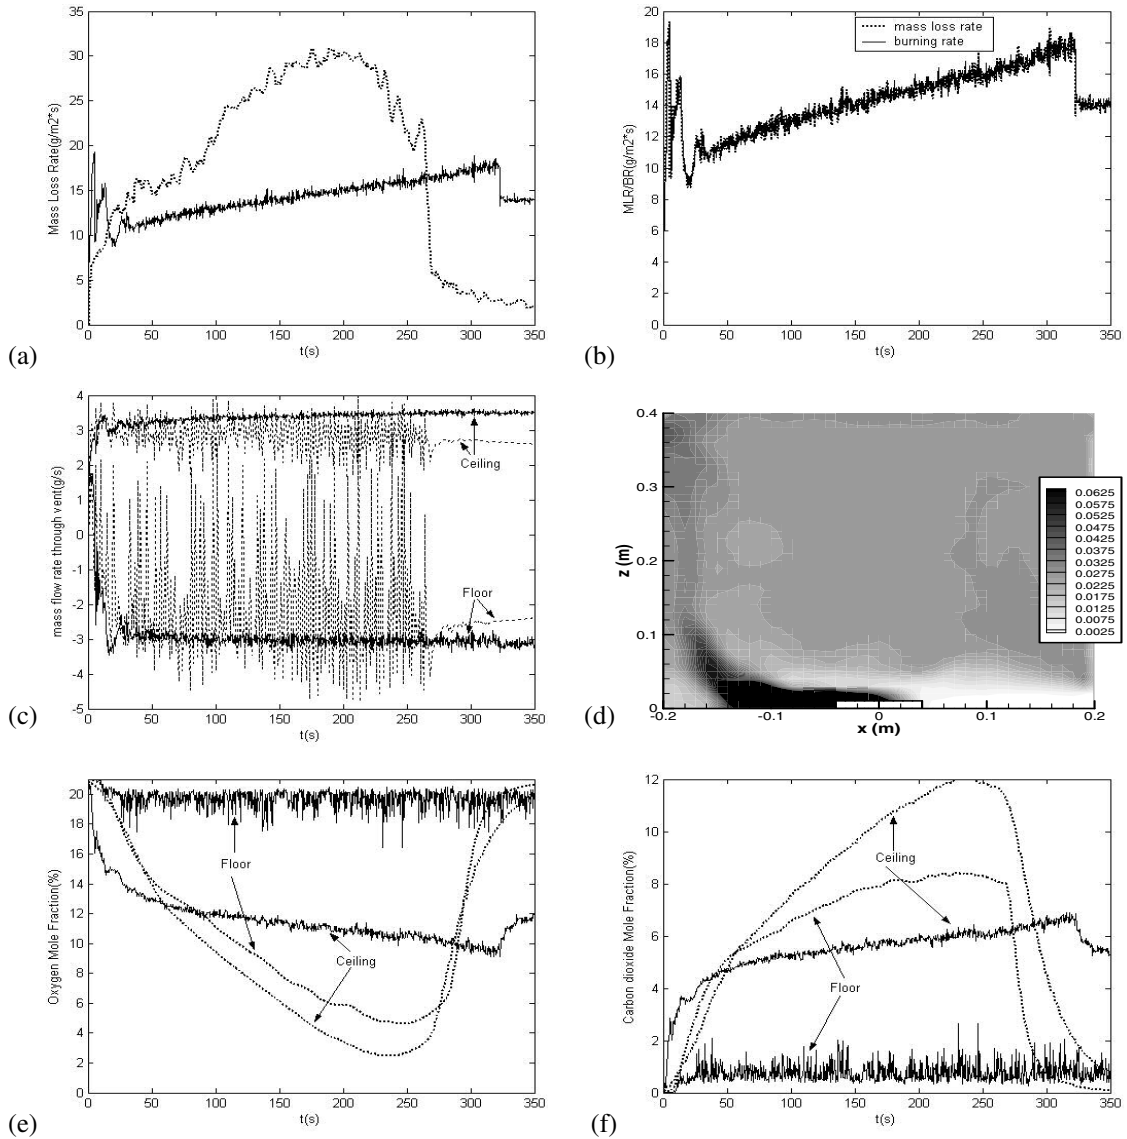 35
30
25
20
15
10
5
0
Mass Loss Rate(g/m2*s)
0 50 100 150 200 250 300 350
t(s)
(a)
20
18
16
14
12
10
8
6
4
2
0
MLR/BR(g/m2*s)
mass loss rate
burning rate
0 50 100 150 200 250 300 350
t(s)
(b)
4
3
2
1
0
-1
-2
-3
-4
-5
mass flow rate through vent(g/s)
Ceiling
Floor
0 50 100 150 200 250 300 350
t(s)
(c)
0.4
0.3
0.2
0.1
0
z (m)
0.0625
0.0575
0.0525
0.0475
0.0425
0.0375
0.0325
0.0275
0.0225
0.0175
0.0125
0.0075
0.0025
-0.2 -0.1 0 0.1 0.2
x (m)
(d)
20
18
16
14
12
10
8
6
4
2
0
Oxygen Mole Fraction(%)
Floor
Ceiling
0 50 100 150 200 250 300 350
t(s)
(e)
12
10
8
6
4
2
0
Carbon dioxide Mole Fraction(%)
Ceiling
Floor
0 50 100 150 200 250 300 350
t(s)
(f)